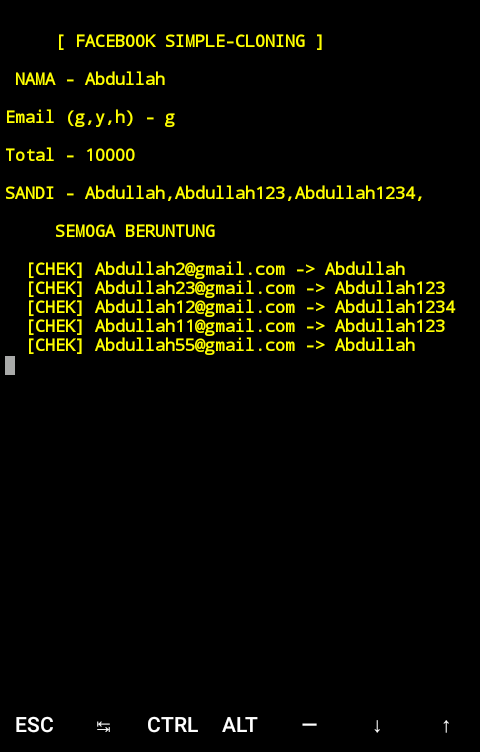 [ FACEBOOK SIMPLE-CLONING ]
NAMA - Abdullah
Email (g,y,h) - g
Total - 10000
SANDI - Abdullah,Abdullah123,Abdullah1234,
SEMOGA BERUNTUNG
[CHEK] Abdullah2@gmail.com -> Abdullah
[CHEK] Abdullah23@gmail.com -> Abdullah123
[CHEK] Abdullah12@gmail.com -> Abdullah1234
[CHEK] Abdullah11@gmail.com -> Abdullah123
[CHEK] Abdullah55@gmail.com -> Abdullah
ESC ↹ CTRL ALT — ↓ ↑